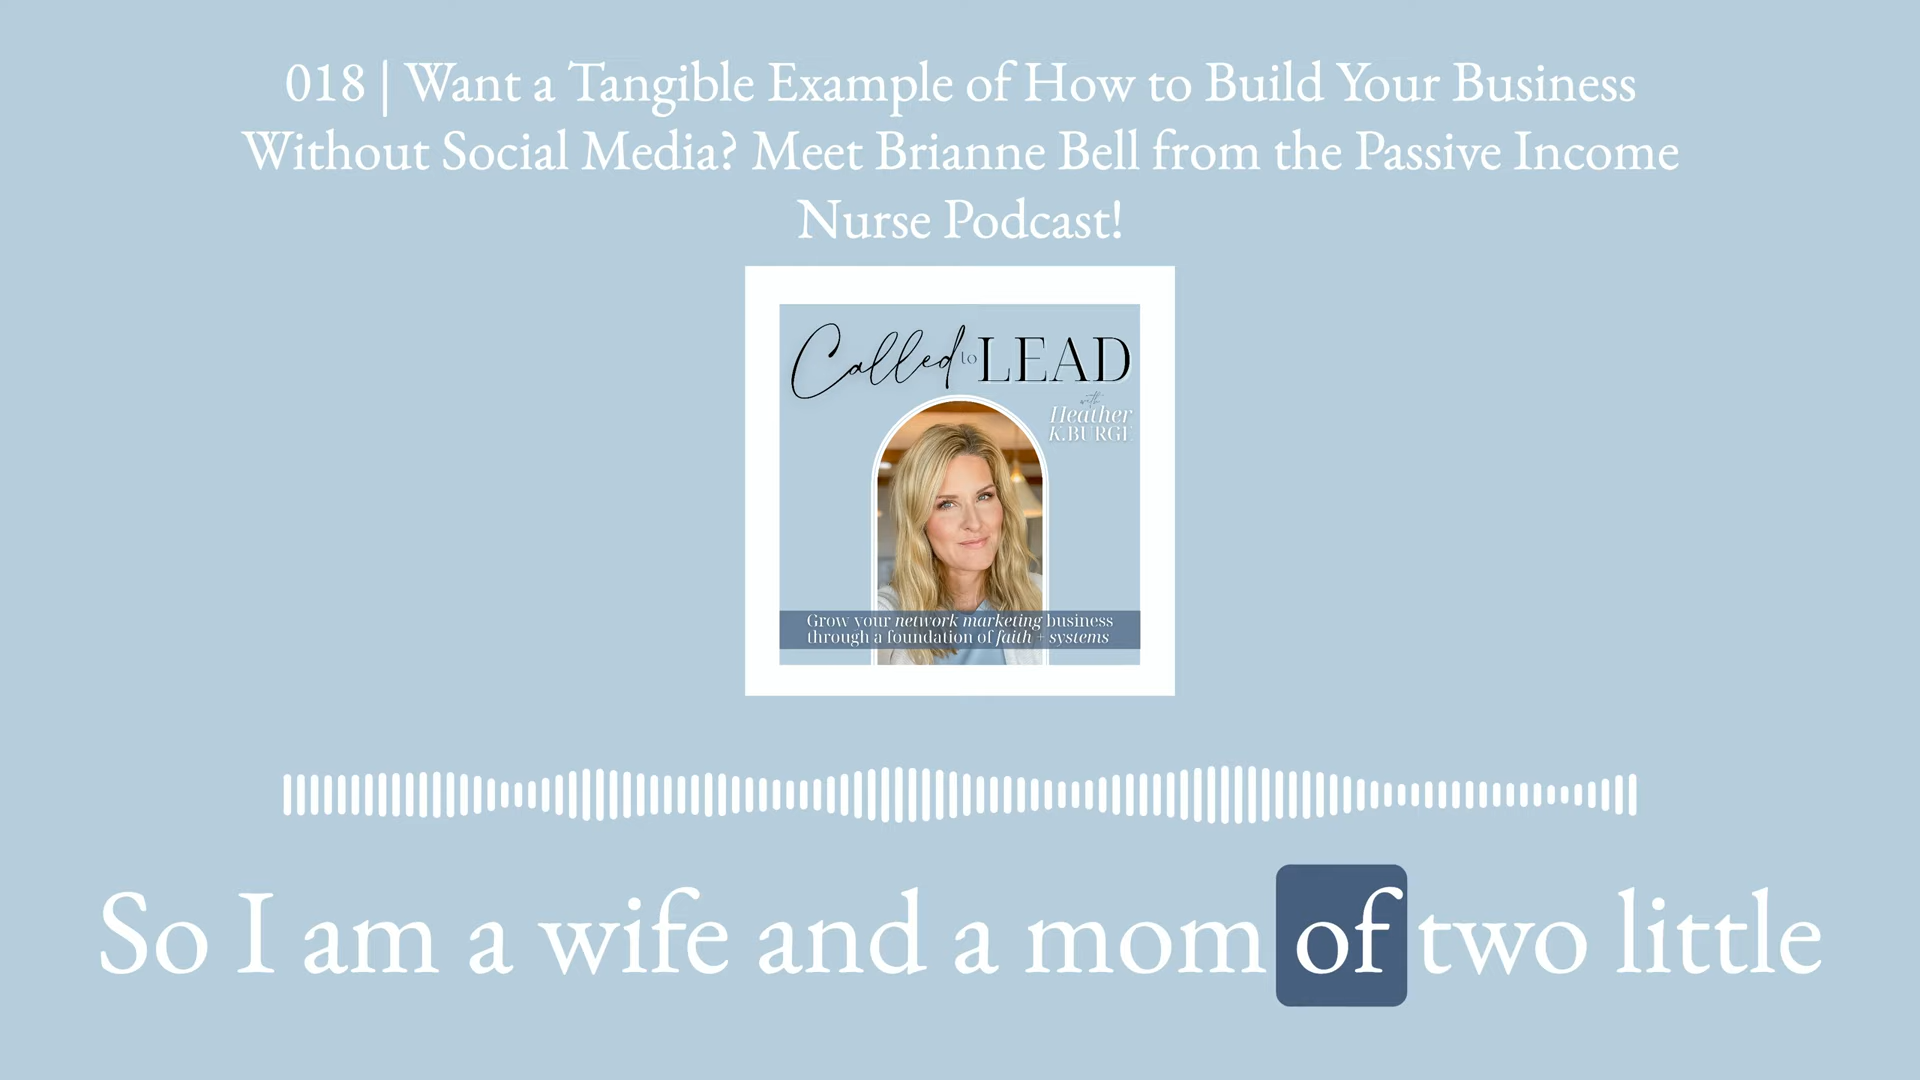 018 | Want a Tangible Example of How to Build Your Business
Without Social Media? Meet Brianne Bell from the Passive Income
Nurse Podcast!
Called to LEAD
with
Heather
K.BURGE
Grow your network marketing business
through a foundation of faith + systems
So I am a wife and a mom of two little